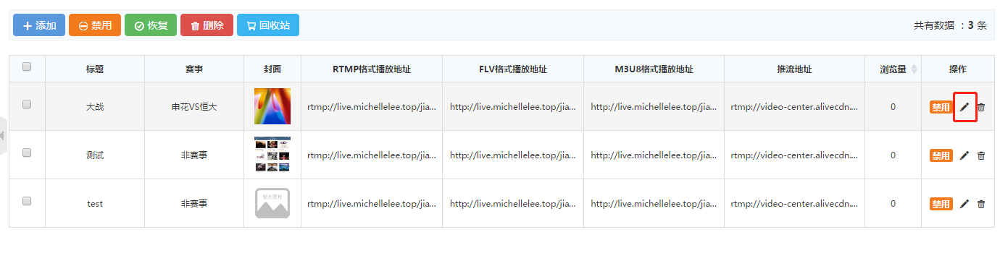 添加 禁用 恢复 删除 回收站 共有数据 ：3 条
标题 赛事 封面 RTMP格式播放地址 FLV格式播放地址 M3U8格式播放地址 推流地址 浏览量 操作
大战 申花VS恒大 rtmp://live.michellelee.top/jia... http://live.michellelee.top/jia... http://live.michellelee.top/jia... rtmp://video-center.alivecdn.... 0 禁用
测试 非赛事 rtmp://live.michellelee.top/jia... http://live.michellelee.top/jia... http://live.michellelee.top/jia... rtmp://video-center.alivecdn.... 0 禁用
test 非赛事 暂无图片 rtmp://live.michellelee.top/jia... http://live.michellelee.top/jia... http://live.michellelee.top/jia... rtmp://video-center.alivecdn.... 0 禁用